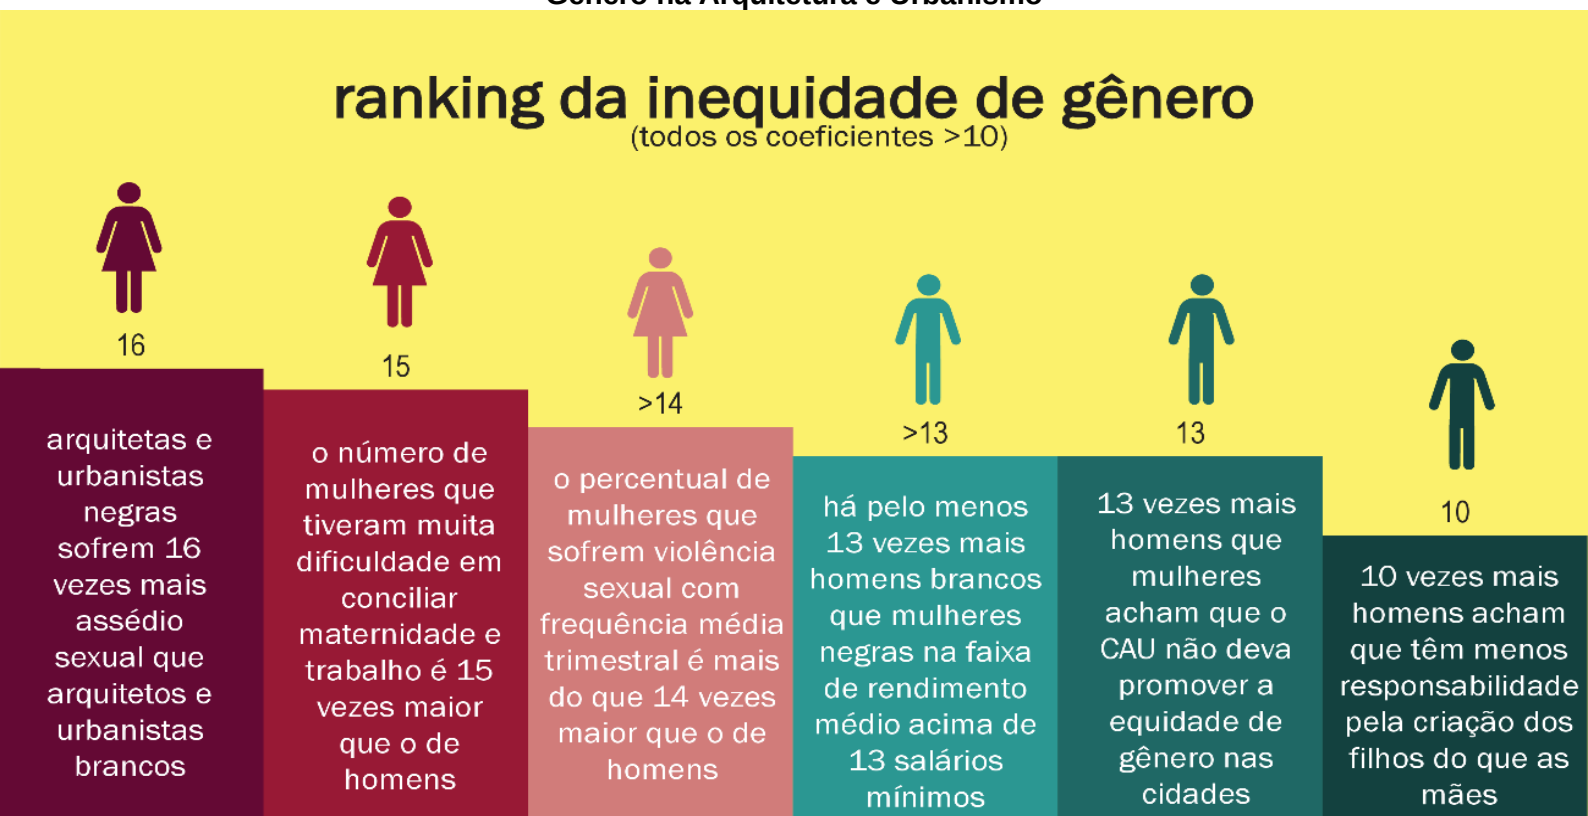 Gênero na Arquitetura e Urbanismo
ranking da inequidade de gênero
(todos os coeficientes >10)
16
arquitetas e
urbanistas
negras
sofrem 16
vezes mais
assédio
sexual que
arquitetos e
urbanistas
brancos
15
o número de
mulheres que
tiveram muita
dificuldade em
conciliar
maternidade e
trabalho é 15
vezes maior
que o de
homens
>14
o percentual de
mulheres que
sofrem violência
sexual com
frequência média
trimestral é mais
do que 14 vezes
maior que o de
homens
>13
há pelo menos
13 vezes mais
homens brancos
que mulheres
negras na faixa
de rendimento
médio acima de
13 salários
mínimos
13
13 vezes mais
homens que
mulheres
acham que o
CAU não deva
promover a
equidade de
gênero nas
cidades
10
10 vezes mais
homens acham
que têm menos
responsabilidade
pela criação dos
filhos do que as
mães